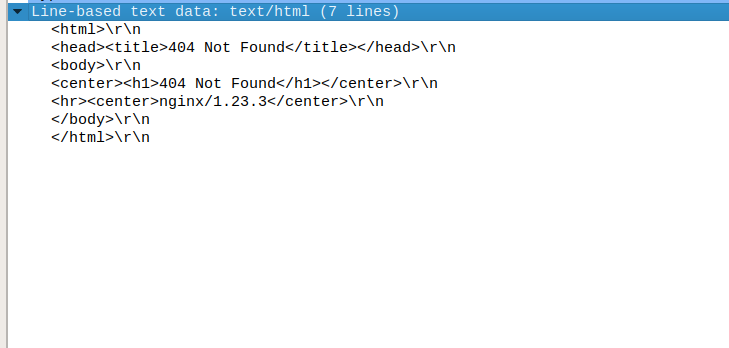 Line-based text data: text/html (7 lines)
<html>\r\n
<head><title>404 Not Found</title></head>\r\n
<body>\r\n
<center><h1>404 Not Found</h1></center>\r\n
<hr><center>nginx/1.23.3</center>\r\n
</body>\r\n
</html>\r\n